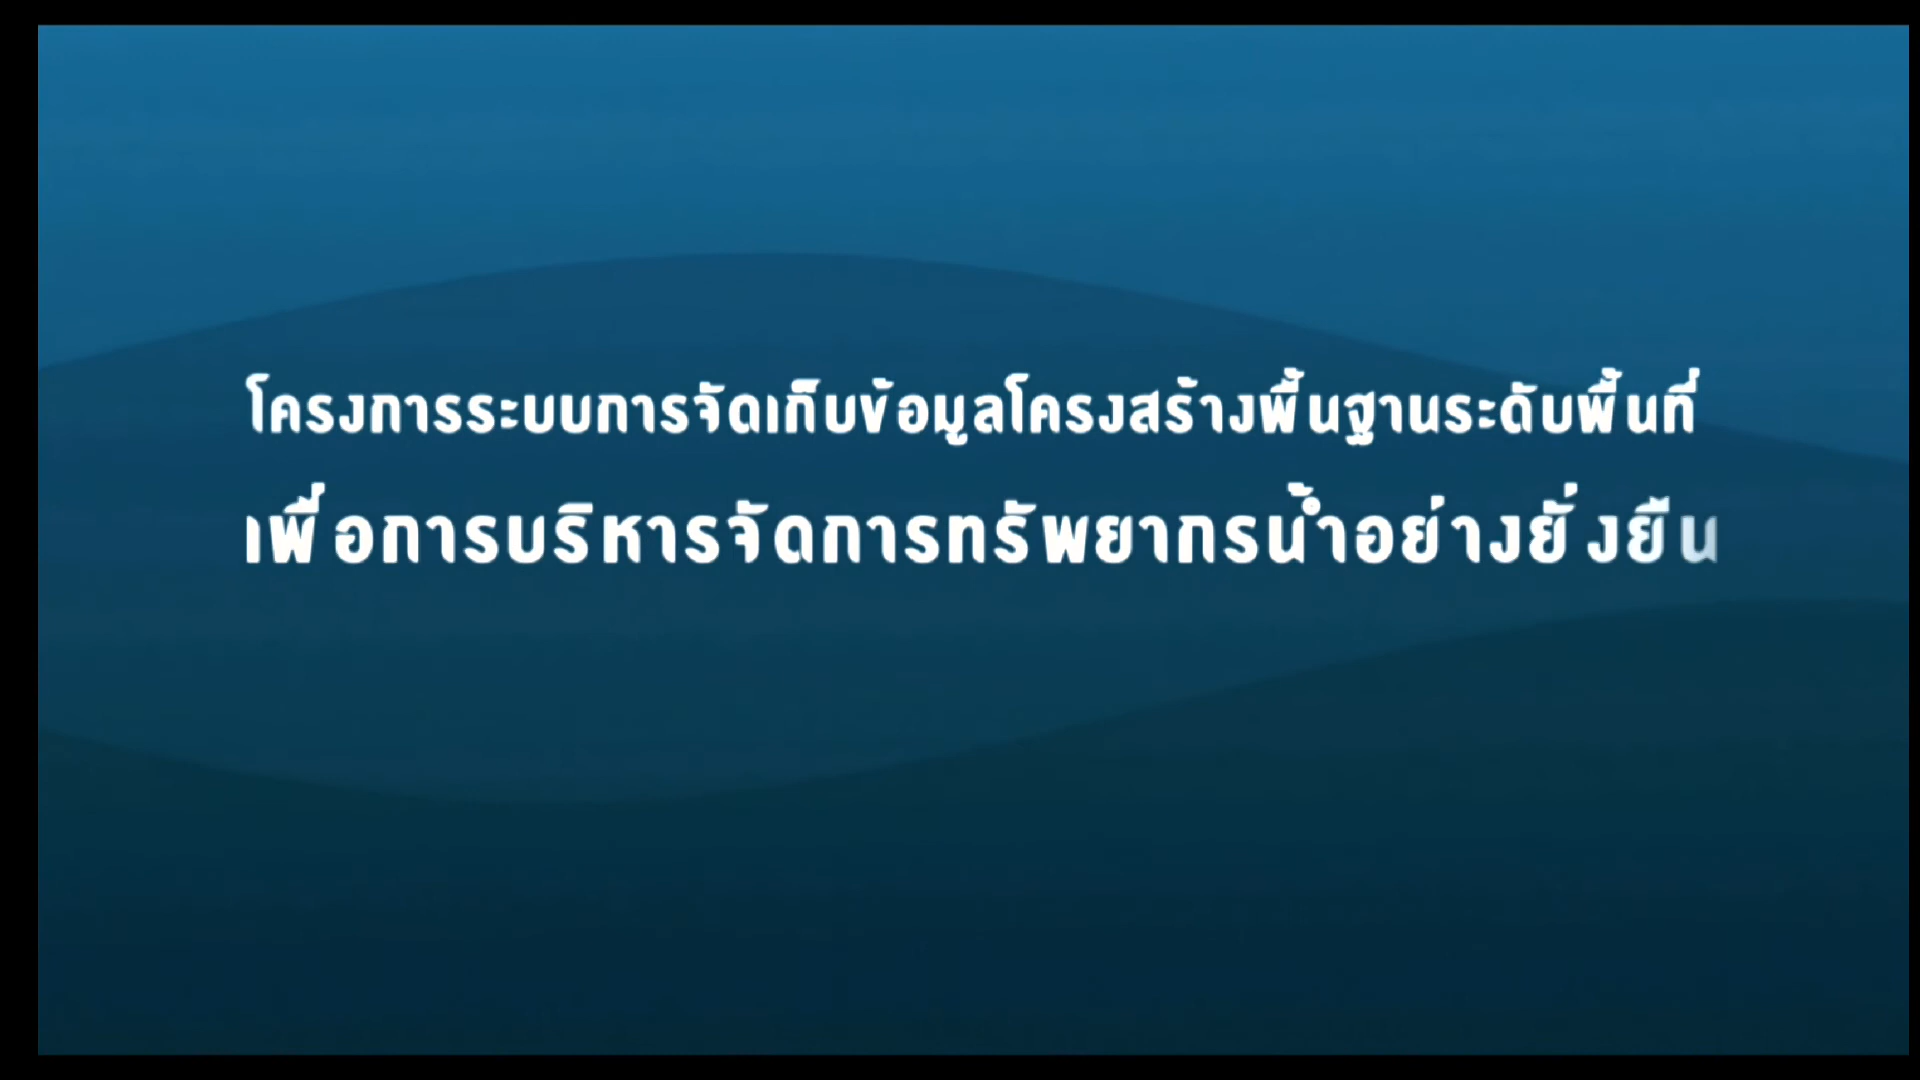 โครงการระบบการจัดเก็บข้อมูลโครงสร้างพื้นฐานระดับพื้นที่
เพื่อการบริหารจัดการทรัพยากรน้ำอย่างยั่งยืน